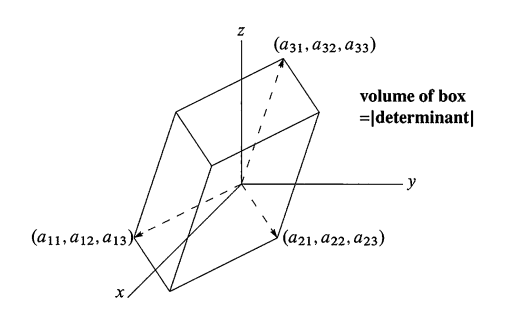 z
(a₃₁, a₃₂, a₃₃)
volume of box
=|determinant|
y
(a₁₁, a₁₂, a₁₃)
(a₂₁, a₂₂, a₂₃)
x